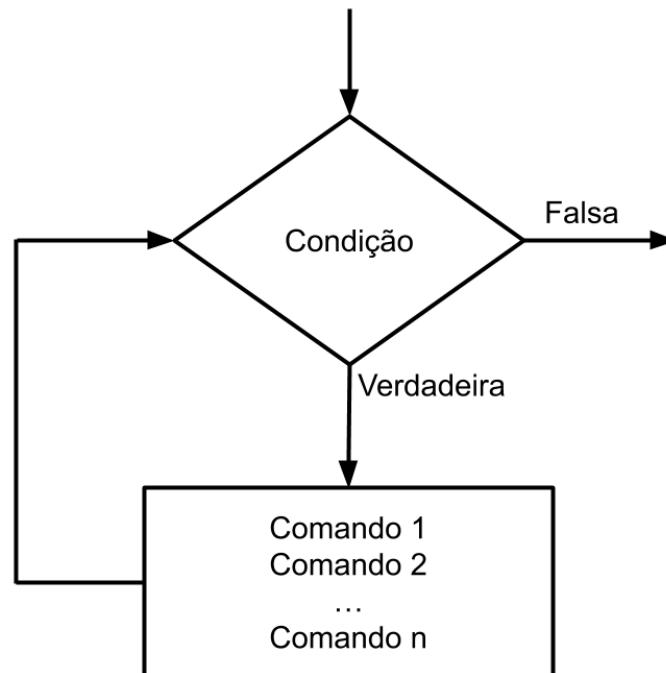 Condição
Falsa
Verdadeira
Comando 1
Comando 2
…
Comando n